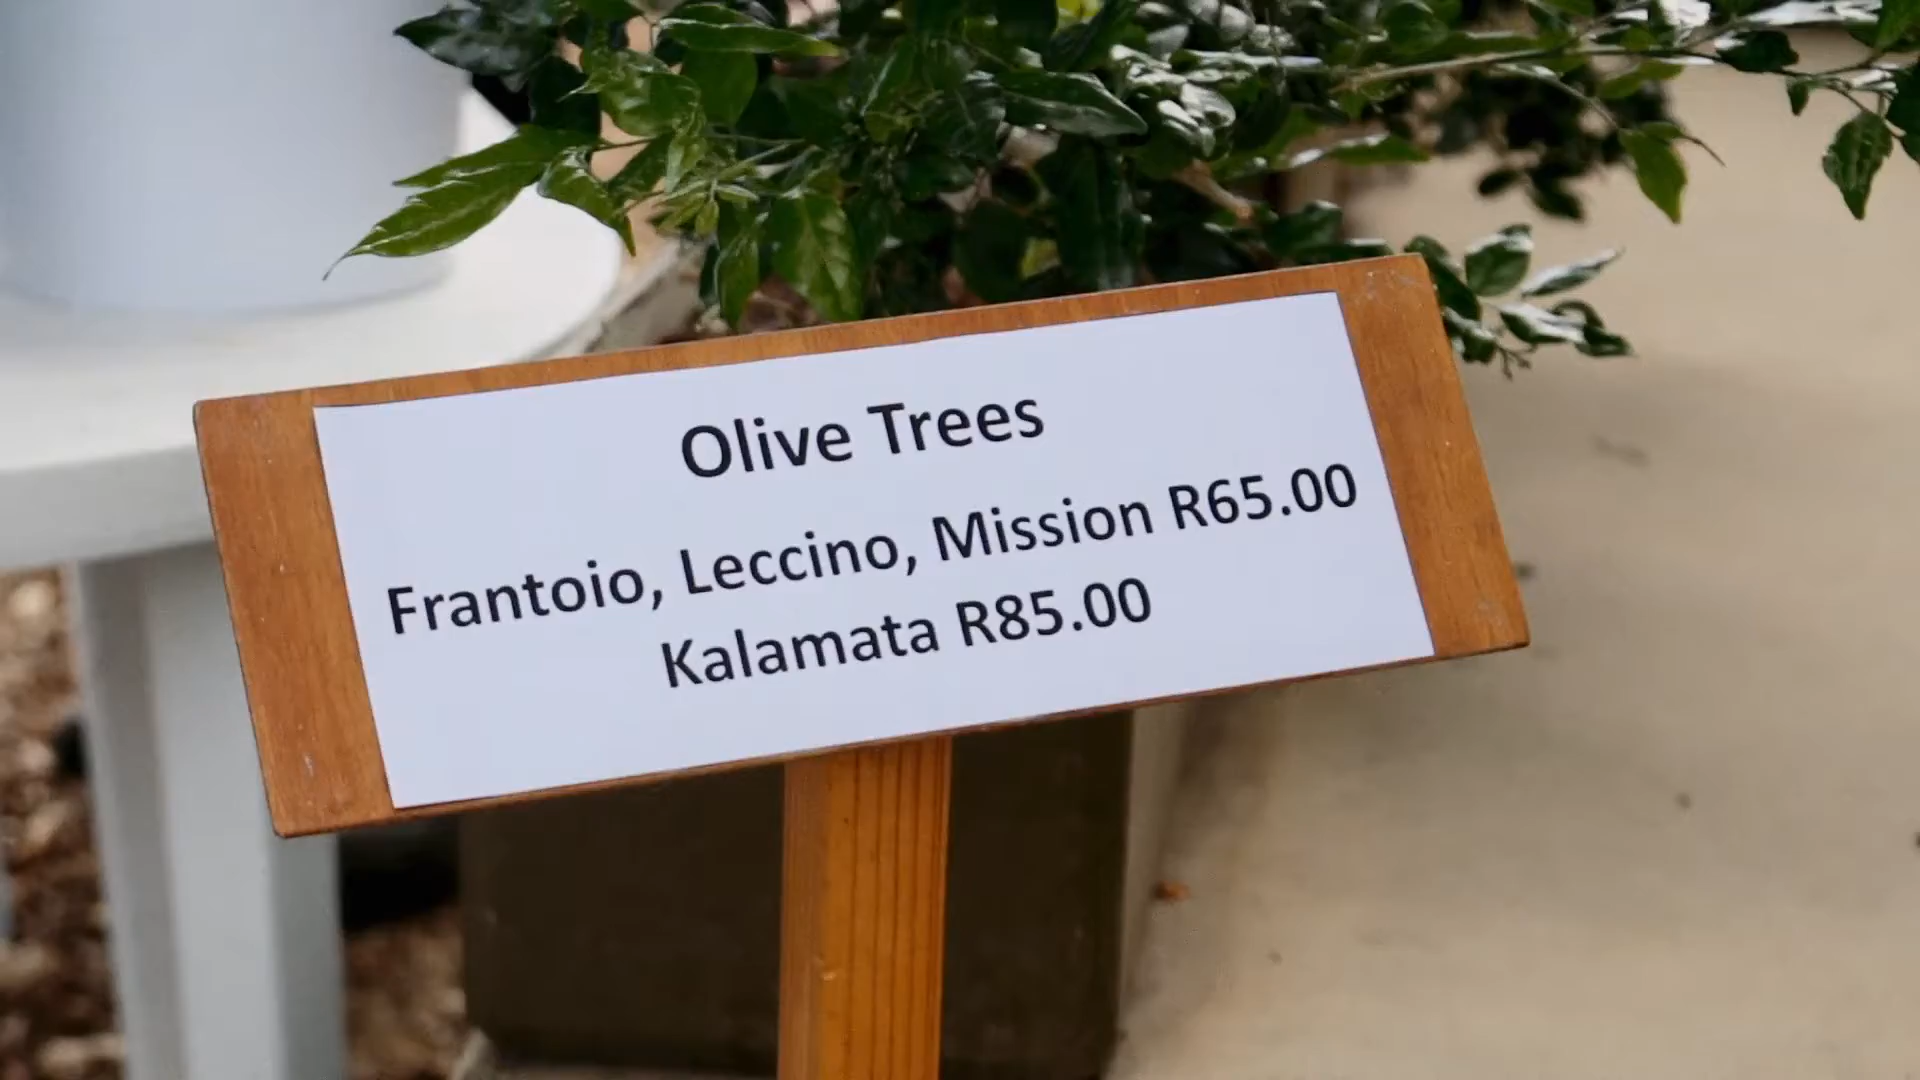 Olive Trees
Frantoio, Leccino, Mission R65.00
Kalamata R85.00